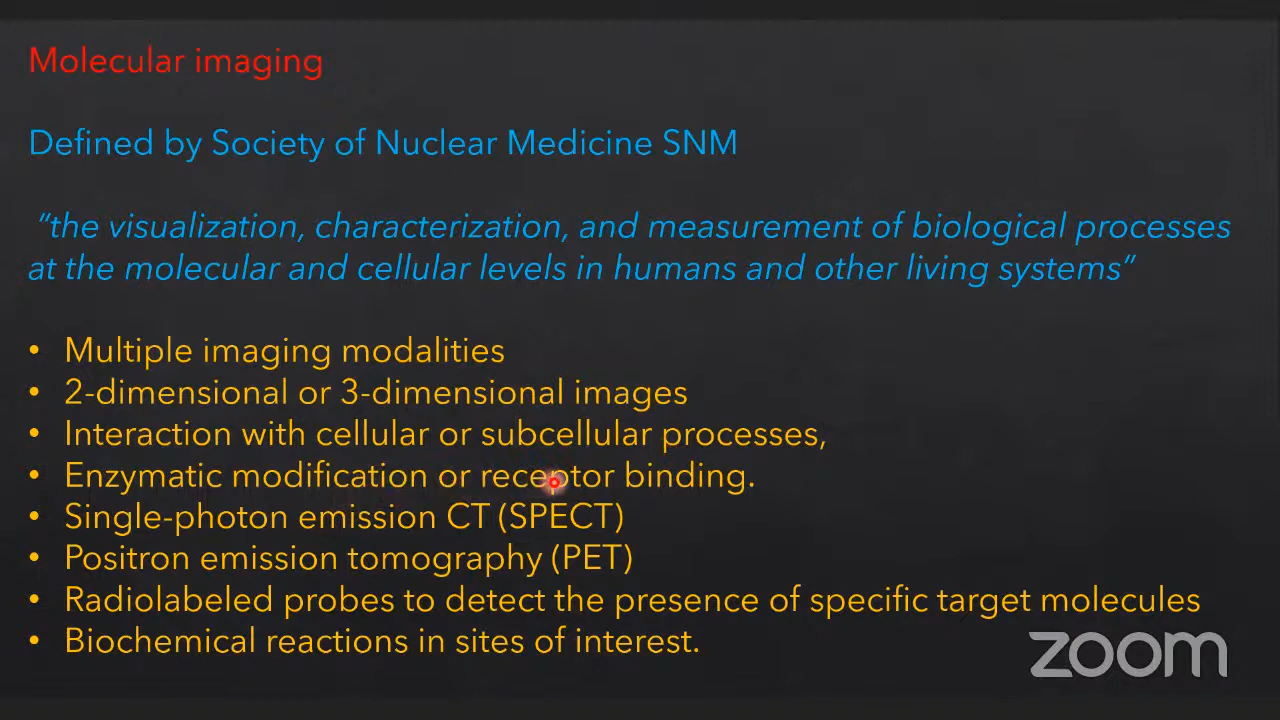 Molecular imaging
Defined by Society of Nuclear Medicine SNM
“the visualization, characterization, and measurement of biological processes
at the molecular and cellular levels in humans and other living systems”
• Multiple imaging modalities
• 2-dimensional or 3-dimensional images
• Interaction with cellular or subcellular processes,
• Enzymatic modification or receptor binding.
• Single-photon emission CT (SPECT)
• Positron emission tomography (PET)
• Radiolabeled probes to detect the presence of specific target molecules
• Biochemical reactions in sites of interest.
zoom